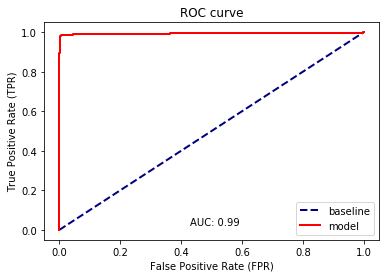 ROC curve
True Positive Rate (TPR)
1.0
0.8
0.6
0.4
0.2
0.0
AUC: 0.99
baseline
model
0.0 0.2 0.4 0.6 0.8 1.0
False Positive Rate (FPR)